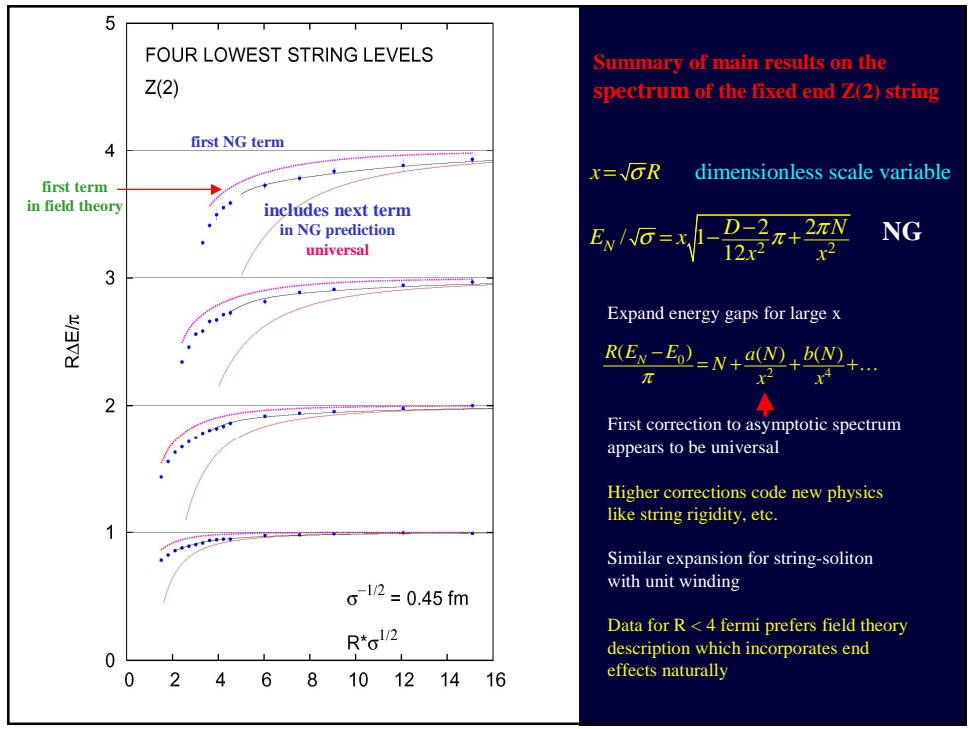 FOUR LOWEST STRING LEVELS
Z(2)
first NG term
first term
in field theory
includes next term
in NG prediction
universal
σ^{-1/2} = 0.45 fm
R*σ^{1/2}
RΔE/π
5
4
3
2
1
0
0 2 4 6 8 10 12 14 16
Summary of main results on the
spectrum of the fixed end Z(2) string
x=√σR dimensionless scale variable
E_N/√σ = x√(1−(D−2)/(12x²)π+(2πN)/(x²)) NG
Expand energy gaps for large x
R(E_N−E_0)/π = N + a(N)/x² + b(N)/x⁴ + …
First correction to asymptotic spectrum
appears to be universal
Higher corrections code new physics
like string rigidity, etc.
Similar expansion for string-soliton
with unit winding
Data for R < 4 fermi prefers field theory
description which incorporates end
effects naturally